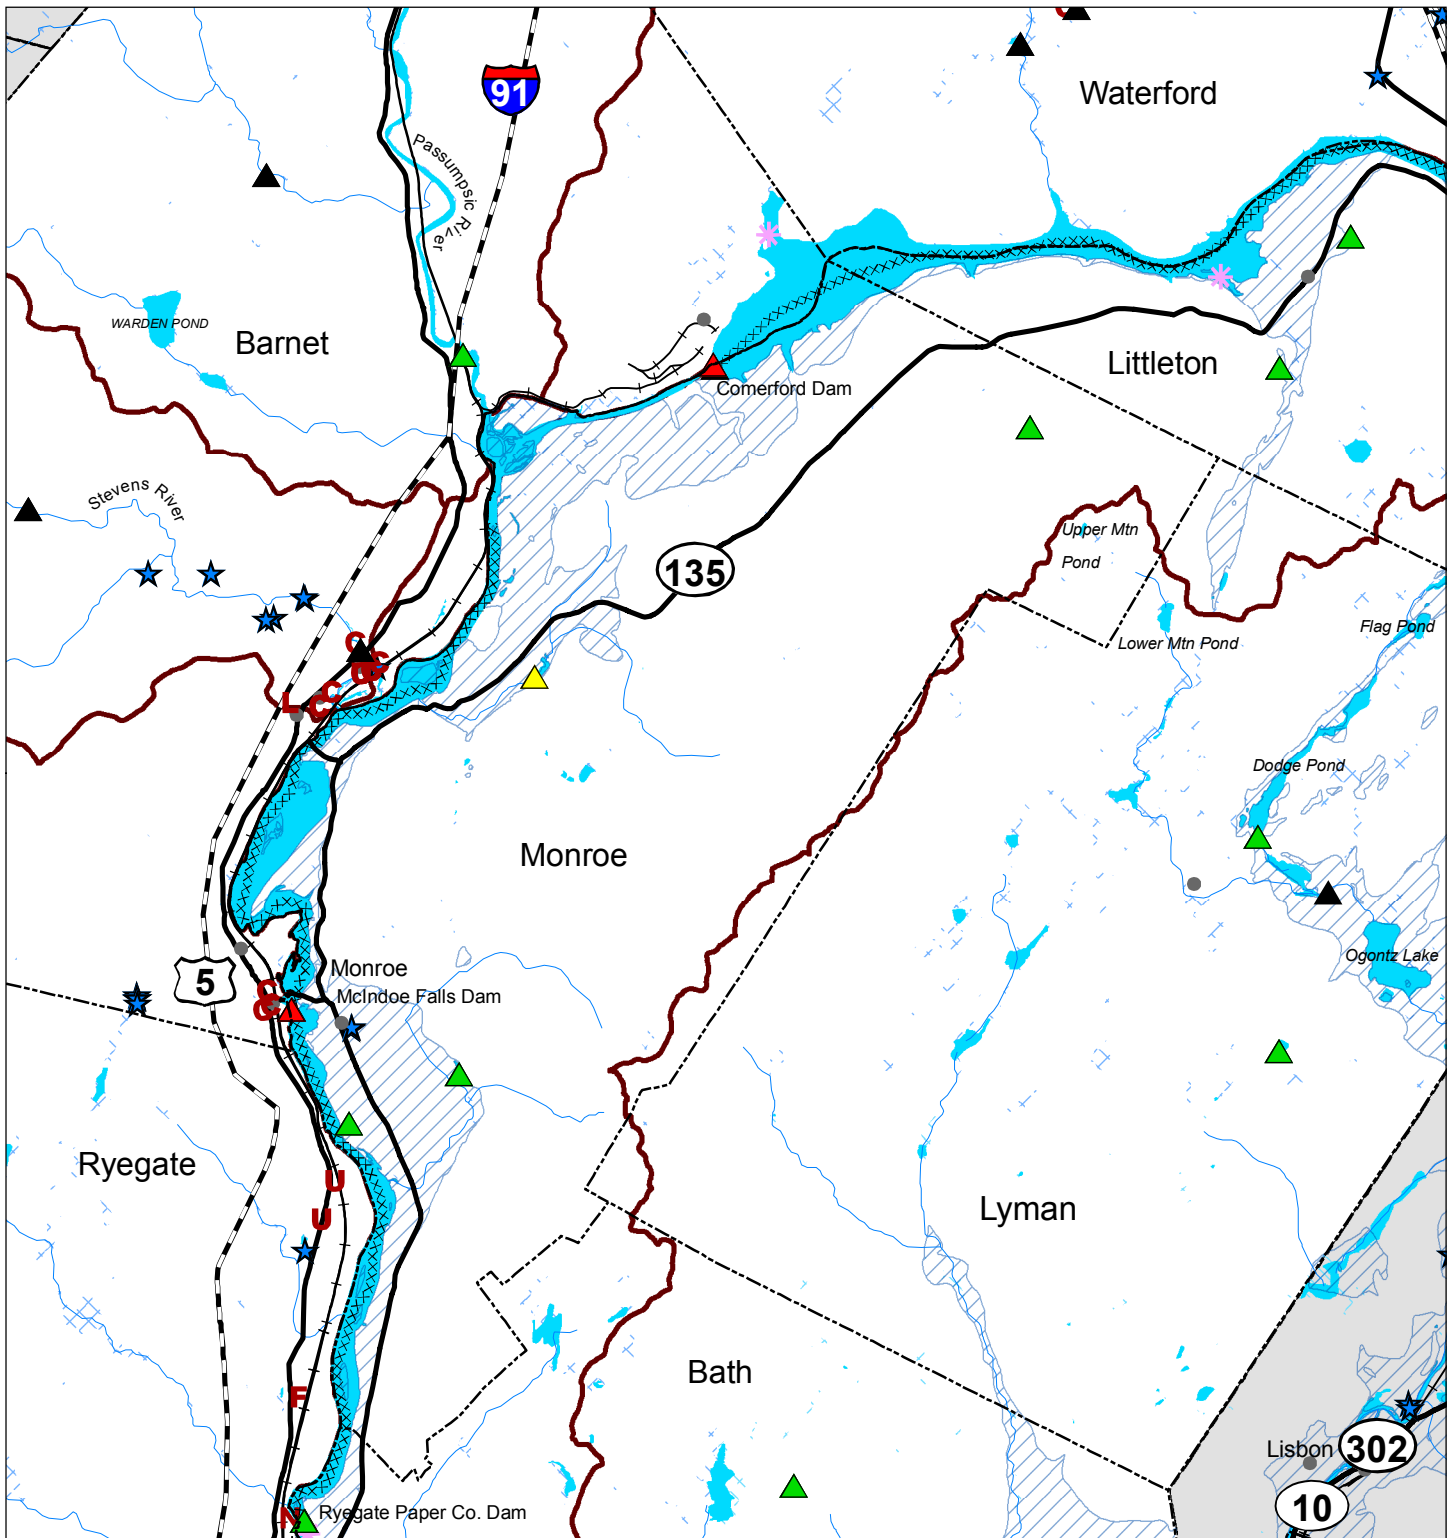 C
91
Waterford
Passumpsic
River
WARDEN POND
Barnet
Littleton
Comerford Dam
Stevens River
Upper Mtn
Pond
135
Flag Pond
Lower Mtn Pond
C
C
C
L
C
C
Dodge Pond
Monroe
Ogontz Lake
Monroe
5
McIndoe Falls Dam
C
C
C
Ryegate
U
U
Lyman
Bath
F
Lisbon
302
10
N
Ryegate Paper Co. Dam